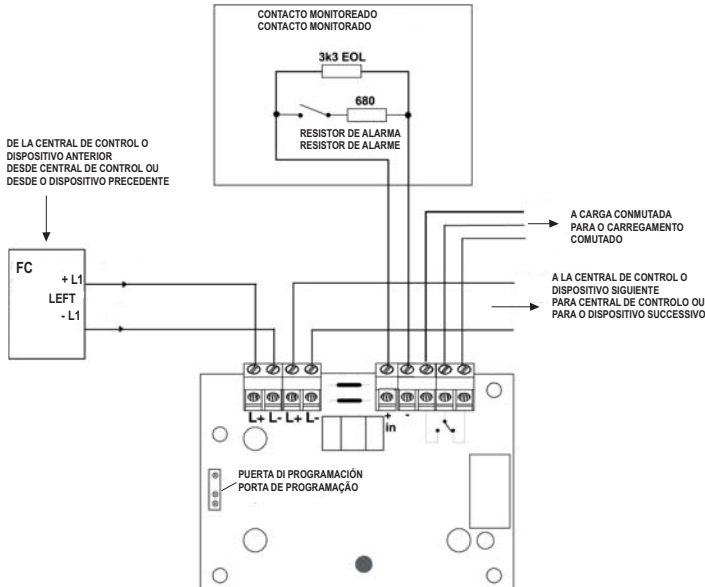 CONTACTO MONITOREADO
CONTACTO MONITORADO
3k3 EOL
680
RESISTOR DE ALARMA
RESISTOR DE ALARME
DE LA CENTRAL DE CONTROL O
DISPOSITIVO ANTERIOR
DESDE CENTRAL DE CONTROL OU
DESDE O DISPOSITIVO PRECEDENTE
A CARGA CONMUTADA
PARA O CARREGAMENTO
COMUTADO
FC
+ L1
LEFT
- L1
A LA CENTRAL DE CONTROL O
DISPOSITIVO SIGUIENTE
PARA CENTRAL DE CONTROLO OU
PARA O DISPOSITIVO SUCCESSIVO
L+ L- L+ L-
+ -
in
PUERTA DI PROGRAMACIÓN
PORTA DE PROGRAMAÇÃO